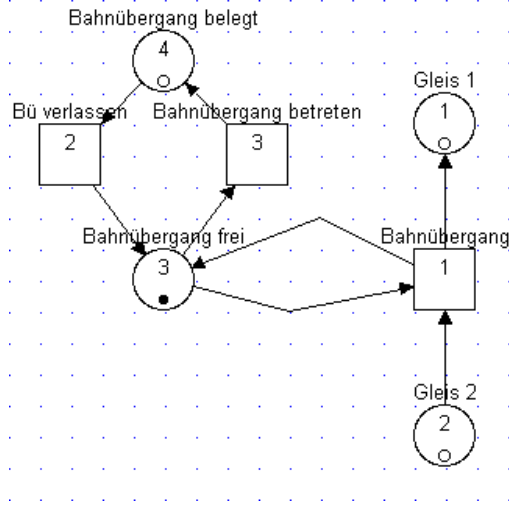 Bahnübergang belegt
4
Gleis 1
1
Bü verlassen
2
Bahnübergang betreten
3
Bahnübergang frei
3
Bahnübergang
1
Gleis 2
2